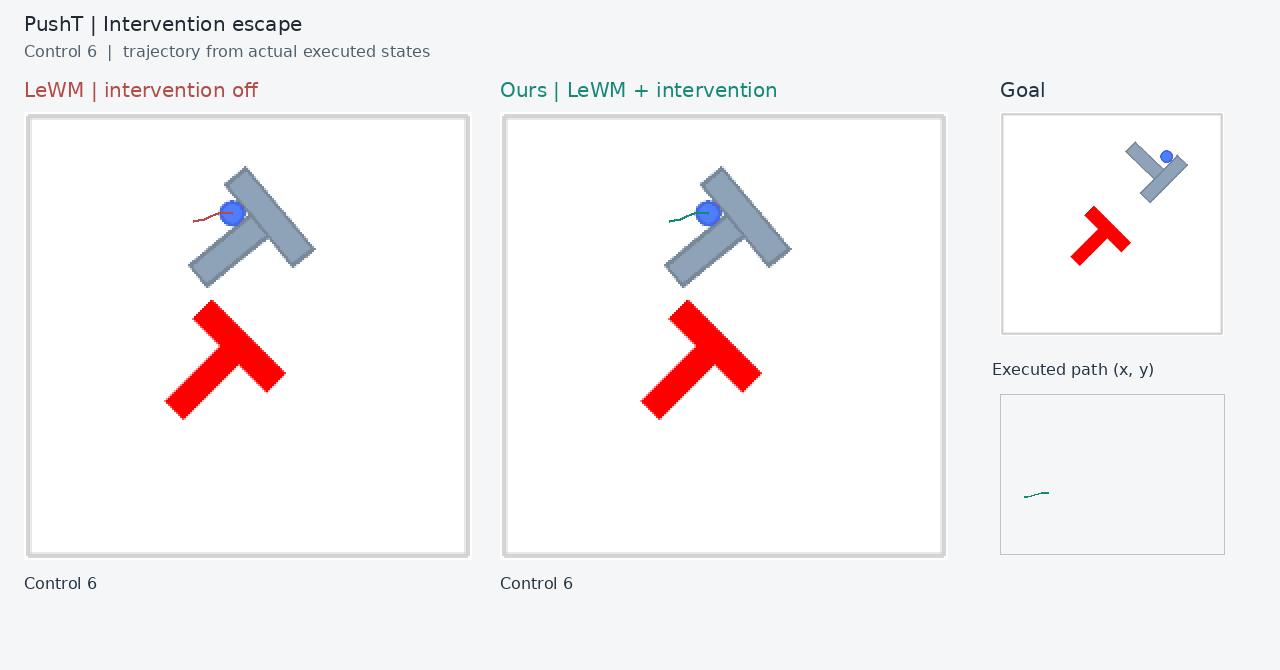 PushT | Intervention escape
Control 6  |  trajectory from actual executed states
LeWM | intervention off
Ours | LeWM + intervention
Goal
Executed path (x, y)
Control 6
Control 6